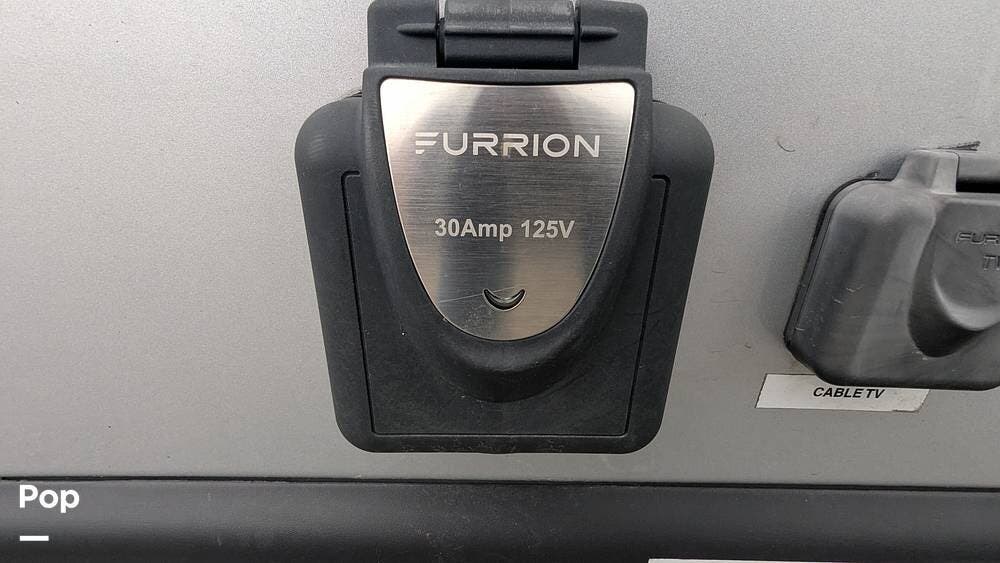 FURRION
30Amp 125V
CABLE TV
Pop